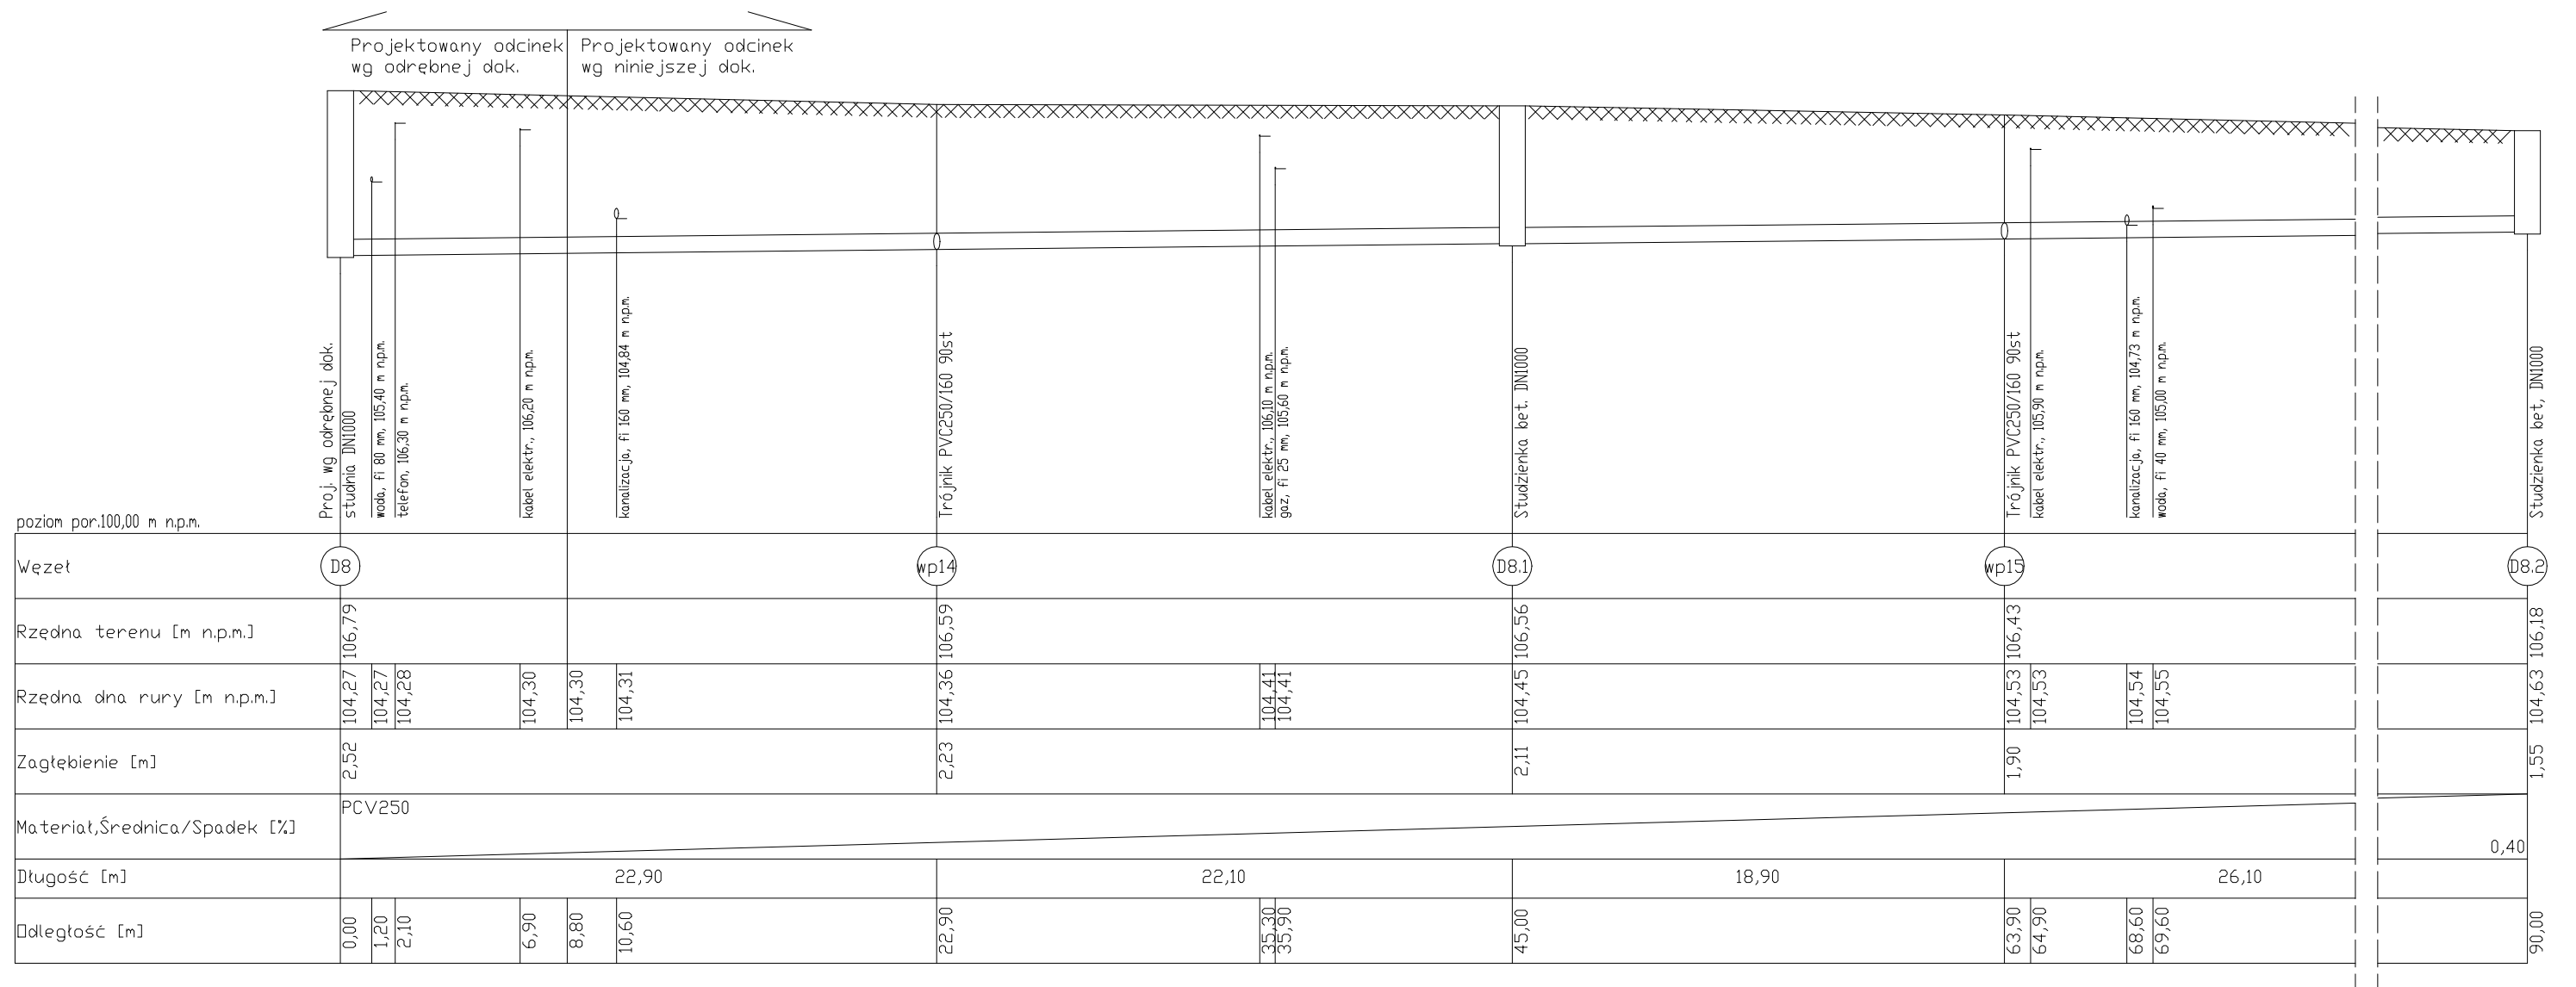 Projektowany odcinek
wg odrębnej dok.
Projektowany odcinek
wg niniejszej dok.
Proj. wg odrębnej dok.
studnia DN1000
woda, fi 80 mm, 105,40 m n.p.m.
telefon, 106,30 m n.p.m.
kabel elektr., 106,20 m n.p.m.
kanalizacja, fi 160 mm, 104,84 m n.p.m.
Trójnik PVC250/160 90st
kabel elektr., 106,10 m n.p.m.
gaz, fi 25 mm, 105,60 m n.p.m.
Studzienka bet. DN1000
Trójnik PVC250/160 90st
kabel elektr., 105,90 m n.p.m.
kanalizacja, fi 160 mm, 104,73 m n.p.m.
woda, fi 40 mm, 105,00 m n.p.m.
Studzienka bet, DN1000
poziom por.100,00 m n.p.m.
Węzeł
D8
wp14
D8.1
wp15
D8.2
Rzędna terenu [m n.p.m.]
106,79
106,59
106,56
106,43
106,18
Rzędna dna rury [m n.p.m.]
104,27
104,27
104,28
104,30
104,30
104,31
104,36
104,41
104,41
104,45
104,53
104,53
104,54
104,55
104,63
Zagłębienie [m]
2,52
2,23
2,11
1,90
1,55
Materiał,Średnica/Spadek [%]
PCV250
0,40
Długość [m]
22,90
22,10
18,90
26,10
Odległość [m]
0,00
1,20
2,10
6,90
8,80
10,60
22,90
35,30
35,90
45,00
63,90
64,90
68,60
69,60
90,00